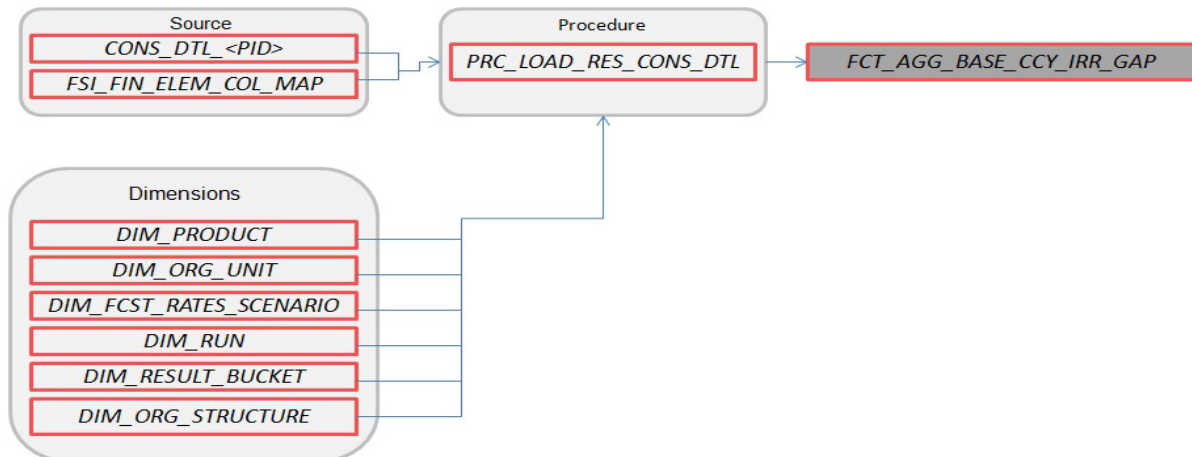 Source
CONS_DTL_<PID>
FSI_FIN_ELEM_COL_MAP
Procedure
PRC_LOAD_RES_CONS_DTL
FCT_AGG_BASE_CCY_IRR_GAP
Dimensions
DIM_PRODUCT
DIM_ORG_UNIT
DIM_FCST_RATES_SCENARIO
DIM_RUN
DIM_RESULT_BUCKET
DIM_ORG_STRUCTURE